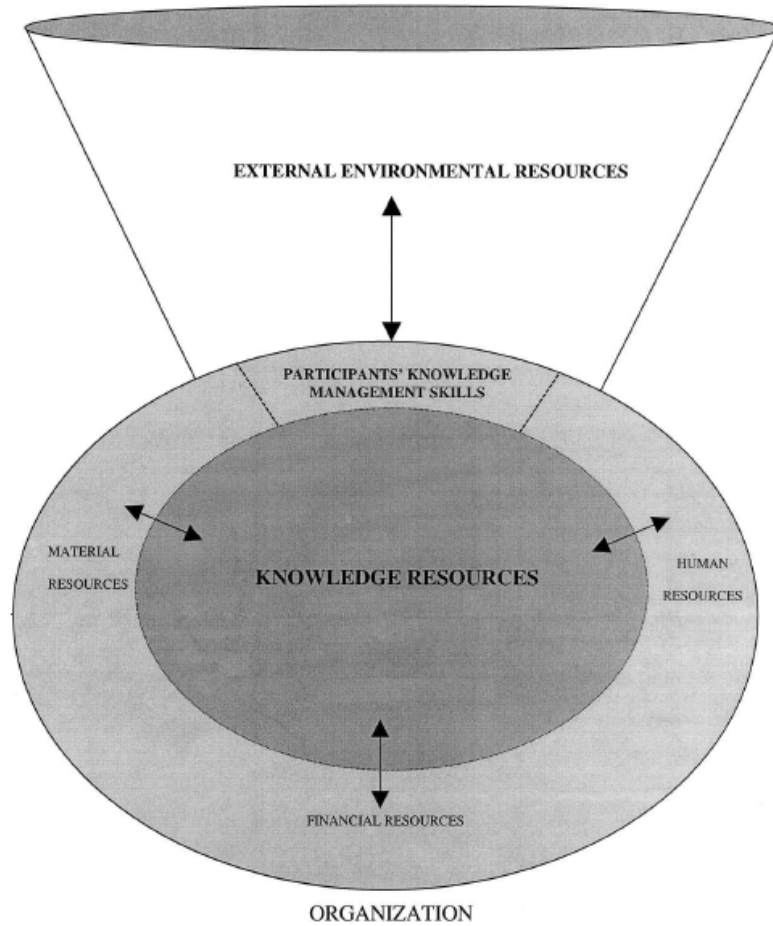 EXTERNAL ENVIRONMENTAL RESOURCES
PARTICIPANTS' KNOWLEDGE
MANAGEMENT SKILLS
MATERIAL
RESOURCES
KNOWLEDGE RESOURCES
HUMAN
RESOURCES
FINANCIAL RESOURCES
ORGANIZATION